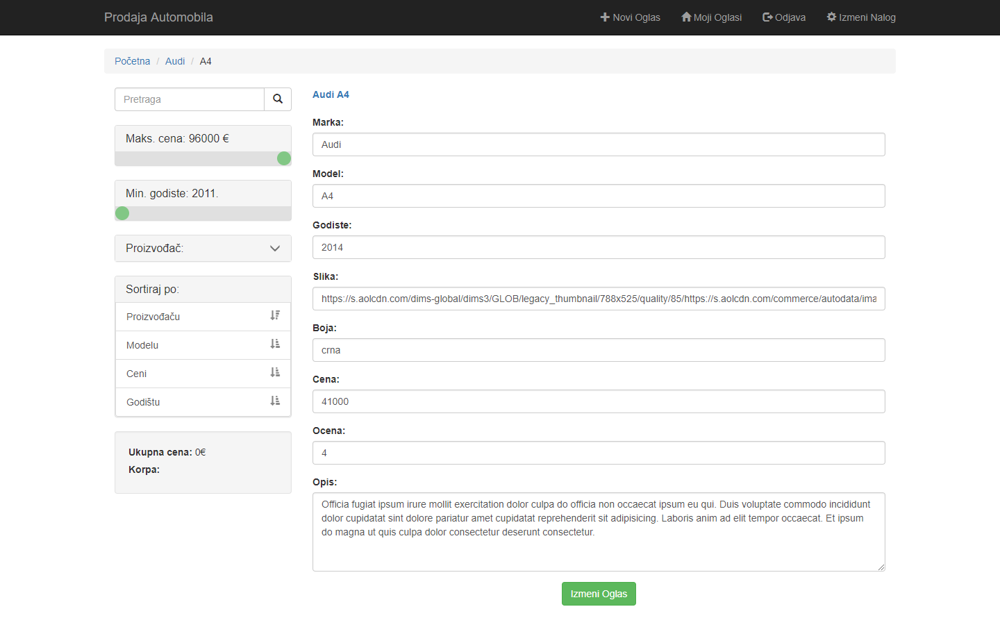 Prodaja Automobila
Novi Oglas
Moji Oglasi
Odjava
Izmeni Nalog
Početna / Audi / A4
Pretraga
Maks. cena: 96000 €
Min. godiste: 2011.
Proizvođač:
Sortiraj po:
Proizvođaču
Modelu
Ceni
Godištu
Ukupna cena: 0€
Korpa:
Audi A4
Marka:
Audi
Model:
A4
Godiste:
2014
Slika:
https://s.aolcdn.com/dims-global/dims3/GLOB/legacy_thumbnail/788x525/quality/85/https://s.aolcdn.com/commerce/autodata/ima
Boja:
crna
Cena:
41000
Ocena:
4
Opis:
Officia fugiat ipsum irure mollit exercitation dolor culpa do officia non occaecat ipsum eu qui. Duis voluptate commodo incididunt
dolor cupidatat sint dolore pariatur amet cupidatat reprehenderit sit adipisicing. Laboris anim ad elit tempor occaecat. Et ipsum
do magna ut quis culpa dolor consectetur deserunt consectetur.
Izmeni Oglas